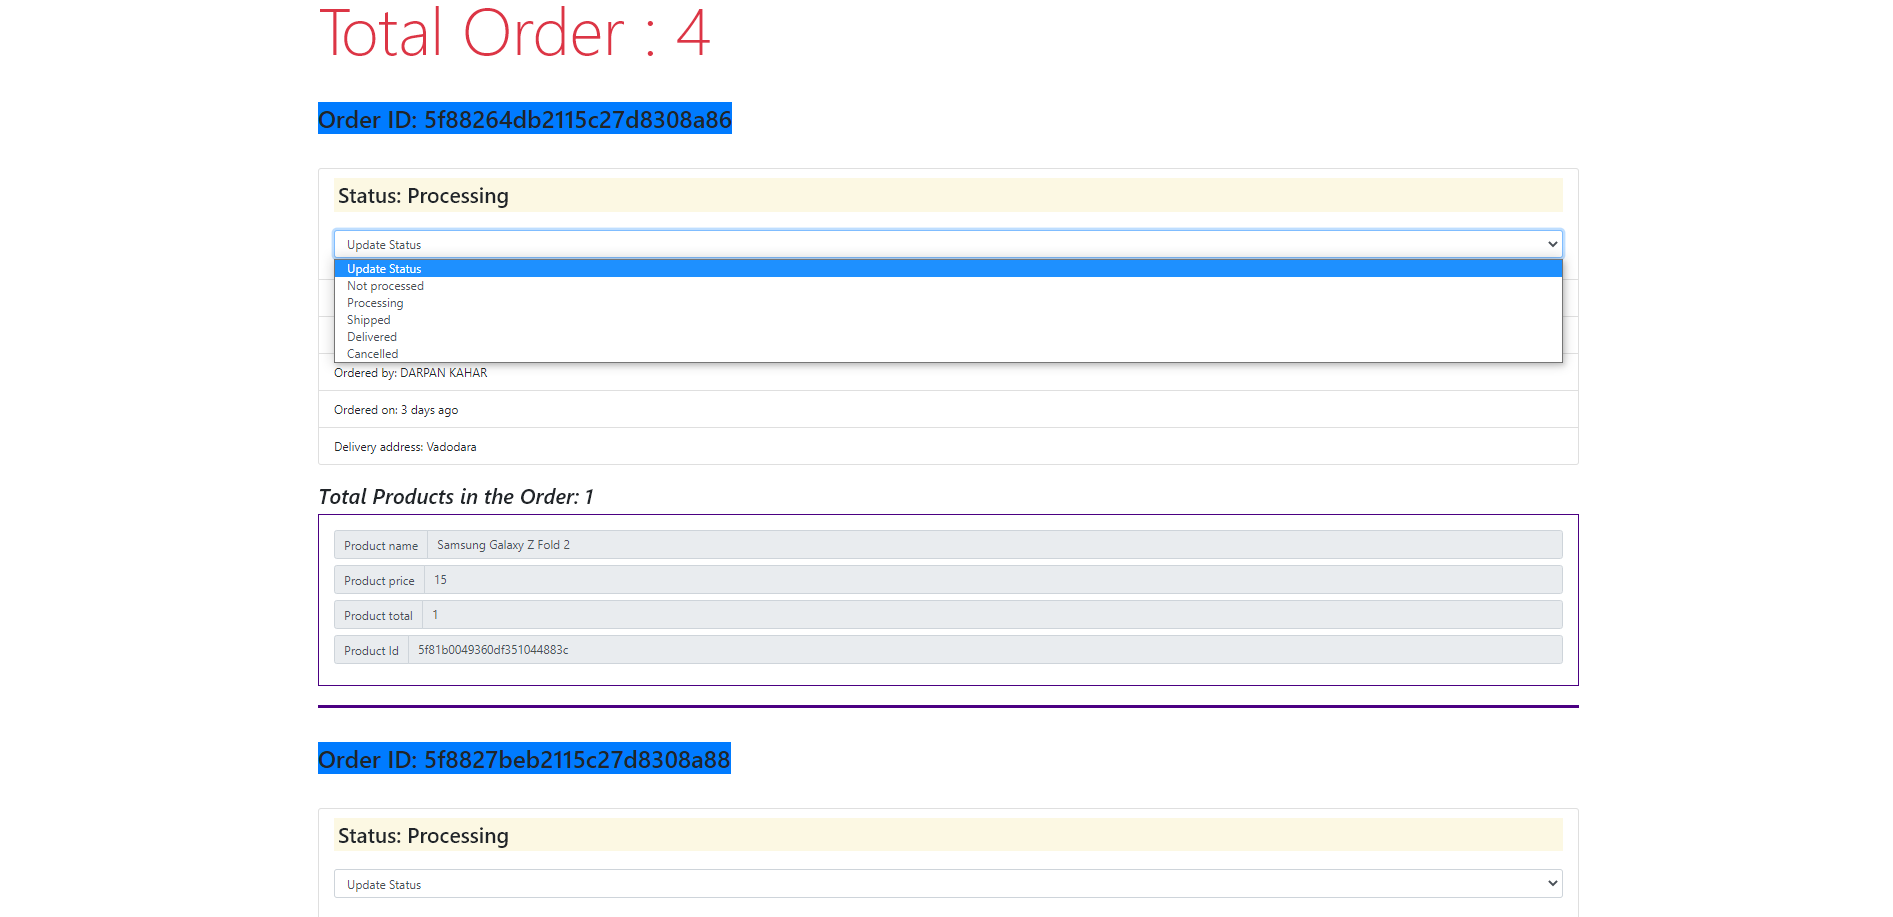 Total Order : 4
Order ID: 5f88264db2115c27d8308a86
Status: Processing
Update Status
Update Status
Not processed
Processing
Shipped
Delivered
Cancelled
Ordered by: DARPAN KAHAR
Ordered on: 3 days ago
Delivery address: Vadodara
Total Products in the Order: 1
Product name Samsung Galaxy Z Fold 2
Product price 15
Product total 1
Product Id 5f81b0049360df351044883c
Order ID: 5f8827beb2115c27d8308a88
Status: Processing
Update Status